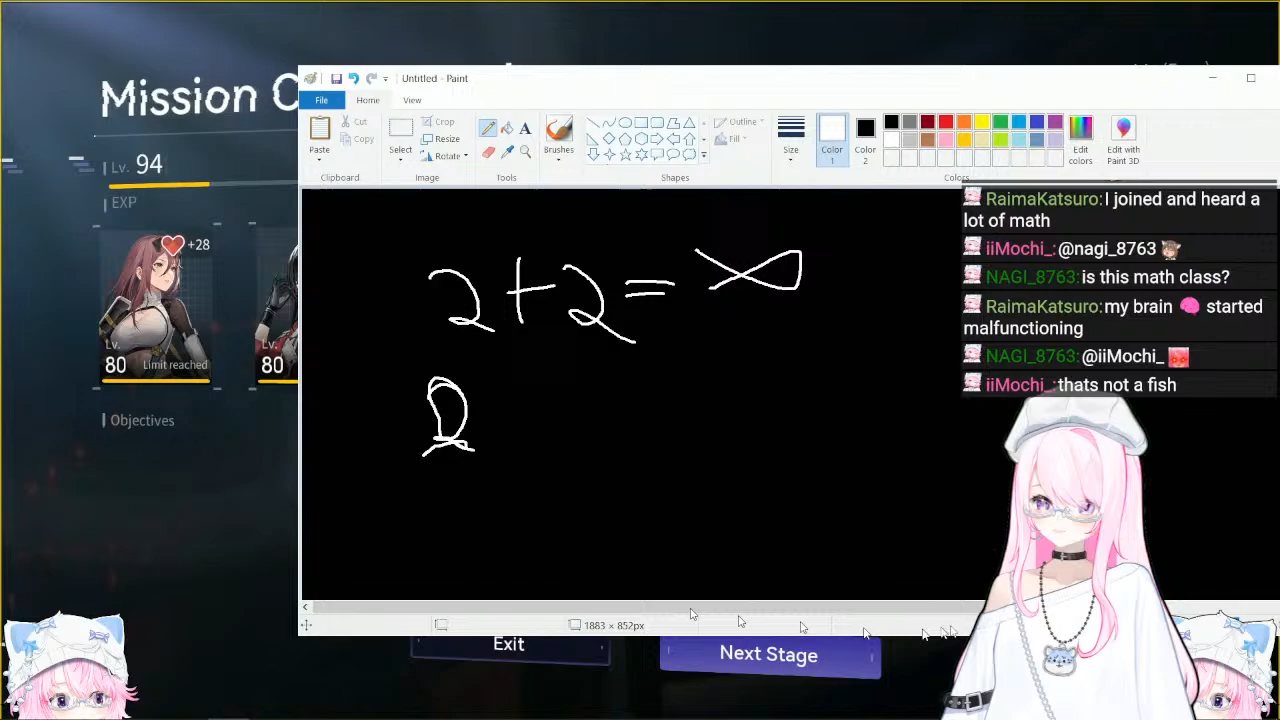 Mission C
Lv. 94
EXP
+28
Lv.
80
Limit reached
80
Objectives
Untitled - Paint
File
Home
View
Paste
Cut
Copy
Clipboard
Select
Crop
Resize
Rotate
Image
Tools
Brushes
Shapes
Outline
Fill
Size
Color
1
Color
2
Edit
colors
Edit with
Paint 3D
Colors
2+2=
RaimaKatsuro: I joined and heard a
lot of math
iiMochi_: @nagi_8763
NAGI_8763: is this math class?
RaimaKatsuro: my brain 🧠 started
malfunctioning
NAGI_8763: @iiMochi_
iiMochi_: thats not a fish
1883 × 852px
Exit
Next Stage